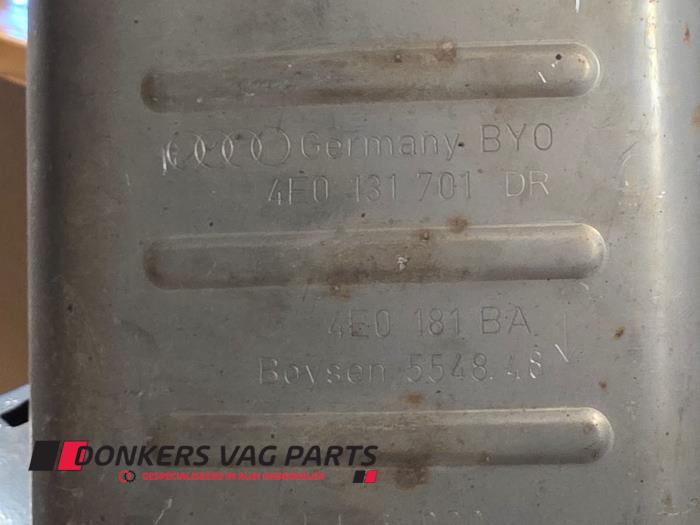 Germany BYO
4E0 131 701 DR
4E0 181 BA
Boysen 5548.48
DONKERS VAG PARTS
GESPECIALISEERD IN AUDI ONDERDELEN